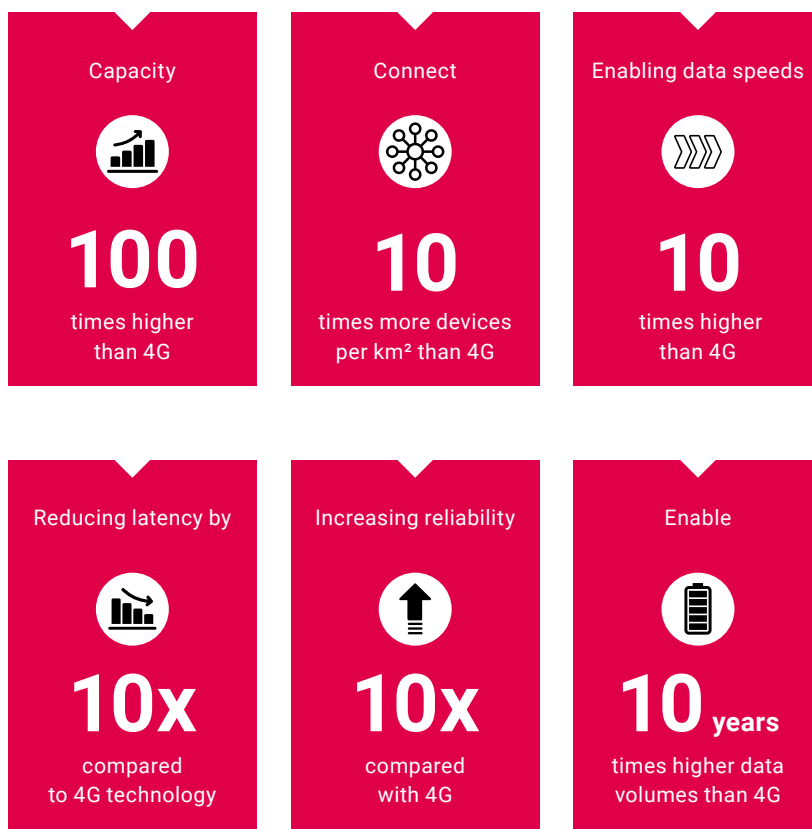 Capacity
100
times higher
than 4G
Connect
10
times more devices
per km² than 4G
Enabling data speeds
10
times higher
than 4G
Reducing latency by
10x
compared
to 4G technology
Increasing reliability
10x
compared
with 4G
Enable
10 years
times higher data
volumes than 4G